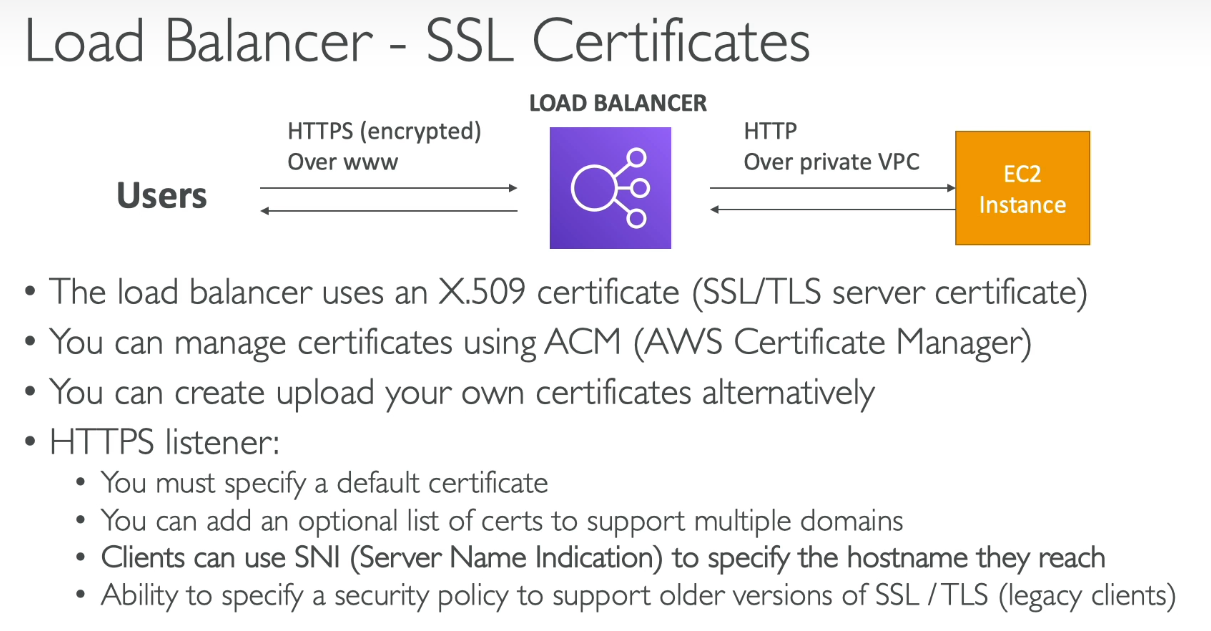 Load Balancer - SSL Certificates
LOAD BALANCER
HTTPS (encrypted)
Over www
HTTP
Over private VPC
Users
EC2
Instance
• The load balancer uses an X.509 certificate (SSL/TLS server certificate)
• You can manage certificates using ACM (AWS Certificate Manager)
• You can create upload your own certificates alternatively
• HTTPS listener:
• You must specify a default certificate
• You can add an optional list of certs to support multiple domains
• Clients can use SNI (Server Name Indication) to specify the hostname they reach
• Ability to specify a security policy to support older versions of SSL / TLS (legacy clients)